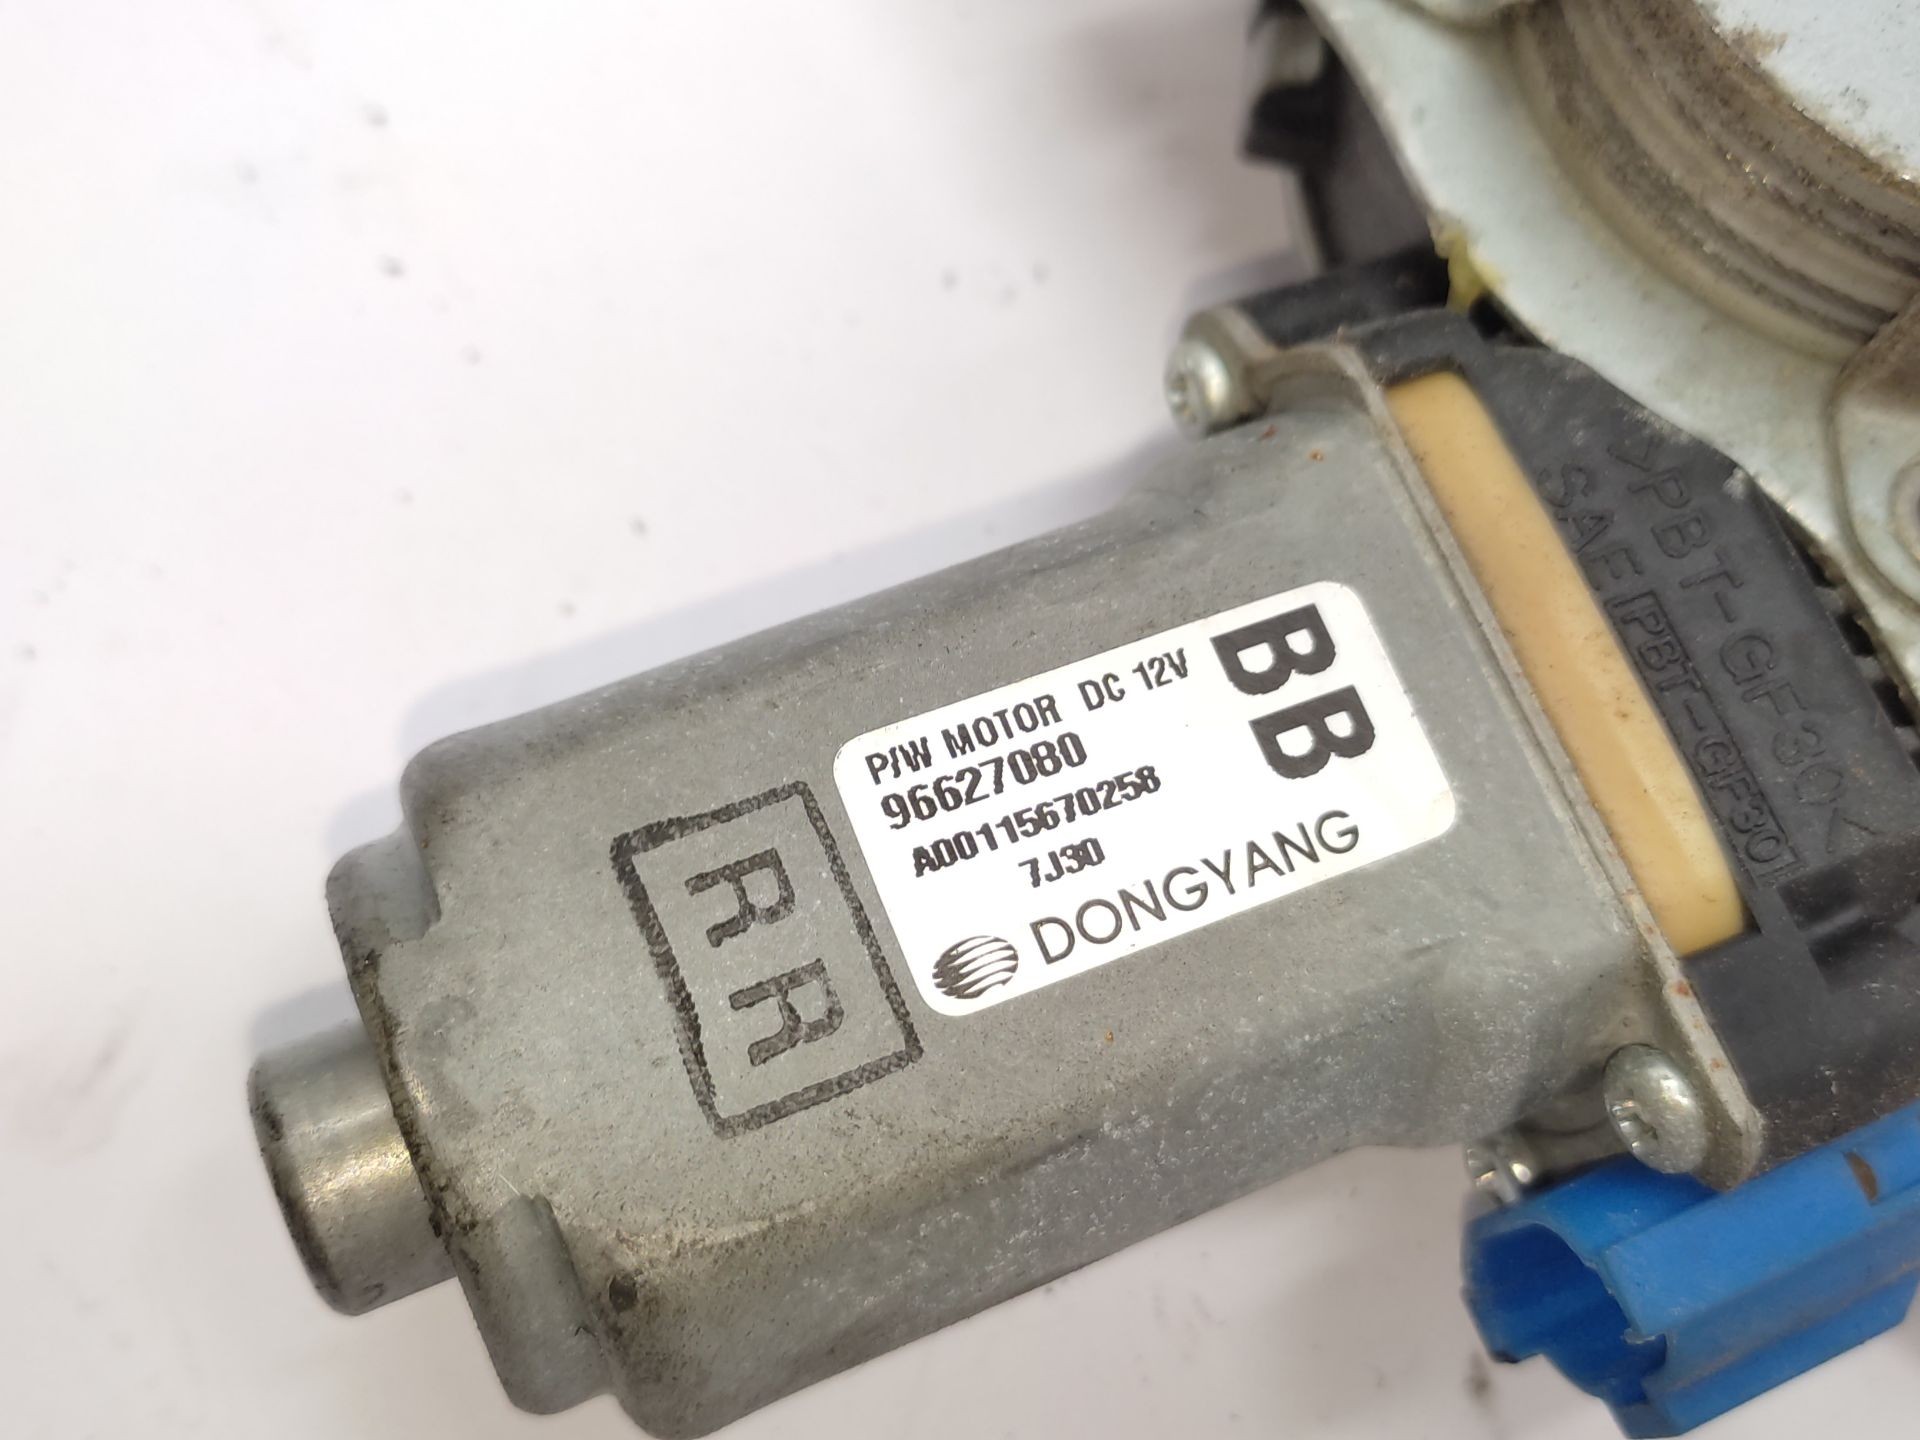 P/W MOTOR DC 12V
96627080
A00115670258
7J30
DONGYANG
BB
RR
>PBT-GF30<
SAE PBT-GF30